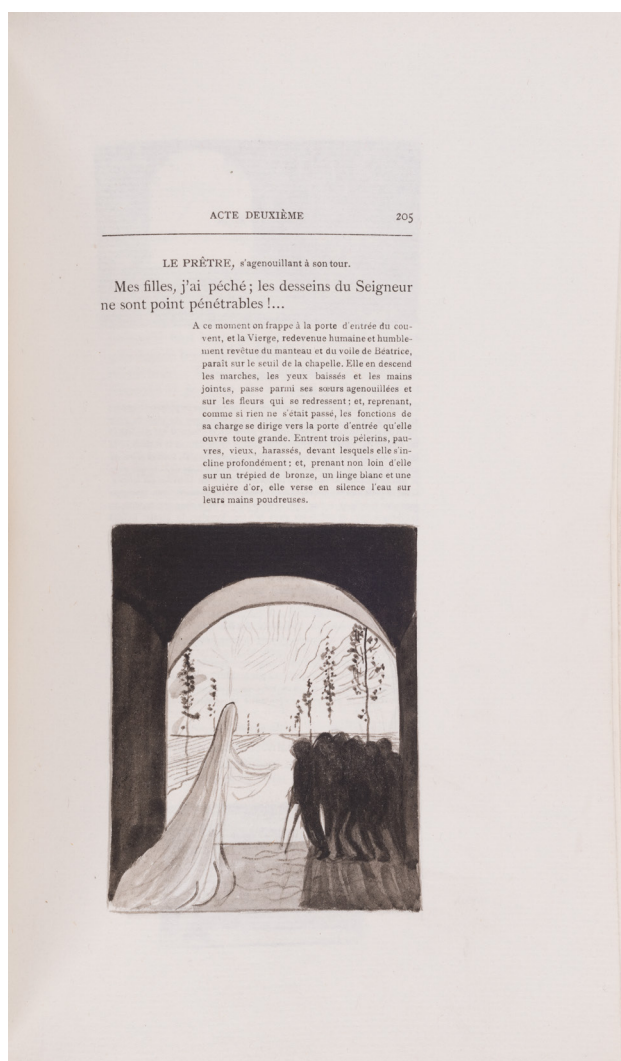 ACTE DEUXIÈME 205
LE PRÊTRE, s'agenouillant à son tour.
Mes filles, j'ai péché ; les desseins du Seigneur
ne sont point pénétrables !...
A ce moment on frappe à la porte d'entrée du cou-
vent, et la Vierge, redevenue humaine et humble-
ment revêtue du manteau et du voile de Béatrice,
paraît sur le seuil de la chapelle. Elle en descend
les marches, les yeux baissés et les mains
jointes, passe parmi ses sœurs agenouillées et
sur les fleurs qui se redressent ; et, reprenant,
comme si rien ne s'était passé, les fonctions de
sa charge se dirige vers la porte d'entrée qu'elle
ouvre toute grande. Entrent trois pèlerins, pau-
vres, vieux, harassés, devant lesquels elle s'in-
cline profondément ; et, prenant non loin d'elle
sur un trépied de bronze, un linge blanc et une
aiguière d'or, elle verse en silence l'eau sur
leurs mains poudreuses.